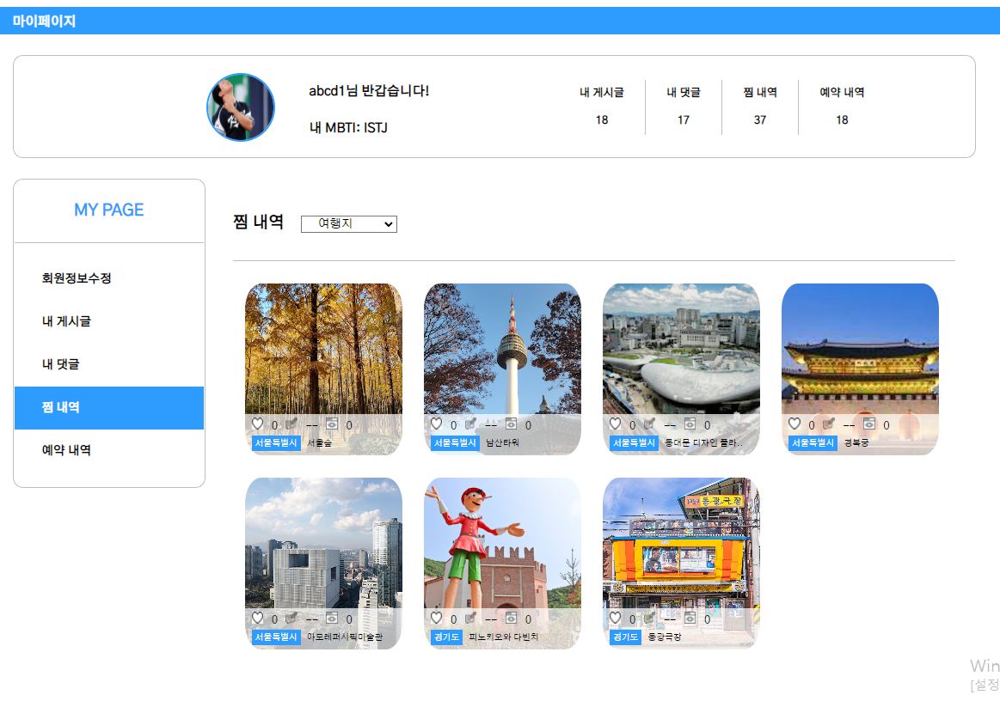 마이페이지
abcd1님 반갑습니다!
내 MBTI: ISTJ
내 게시글 내 댓글 찜 내역 예약 내역
18 17 37 18
MY PAGE
회원정보수정
내 게시글
내 댓글
찜 내역
예약 내역
찜 내역 여행지
0 -- 0
서울특별시 서울숲
0 -- 0
서울특별시 남산타워
0 -- 0
서울특별시 동대문 디자인 플라..
0 -- 0
서울특별시 경복궁
0 -- 0
서울특별시 아모레퍼시픽미술관
0 -- 0
경기도 피노키오와 다빈치
동광극장
0 -- 0
경기도 동광극장
Win
[설정